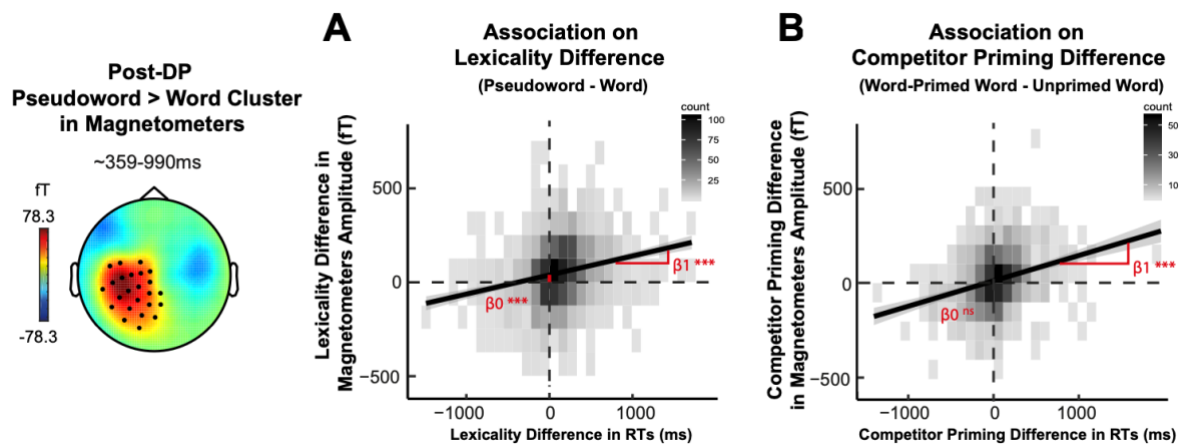 Post-DP
Pseudoword > Word Cluster
in Magnetometers
~359-990ms
fT
78.3
-78.3
A
Association on
Lexicality Difference
(Pseudoword - Word)
count
100
75
50
25
Lexicality Difference in
Magnetometers Amplitude (fT)
500
0
−500
β0 ***
β1 ***
−1000
0
1000
Lexicality Difference in RTs (ms)
B
Association on
Competitor Priming Difference
(Word-Primed Word - Unprimed Word)
count
50
30
10
Competitor Priming Difference
in Magnetometers Amplitude (fT)
500
0
−500
β0 ns
β1 ***
−1000
0
1000
Competitor Priming Difference in RTs (ms)